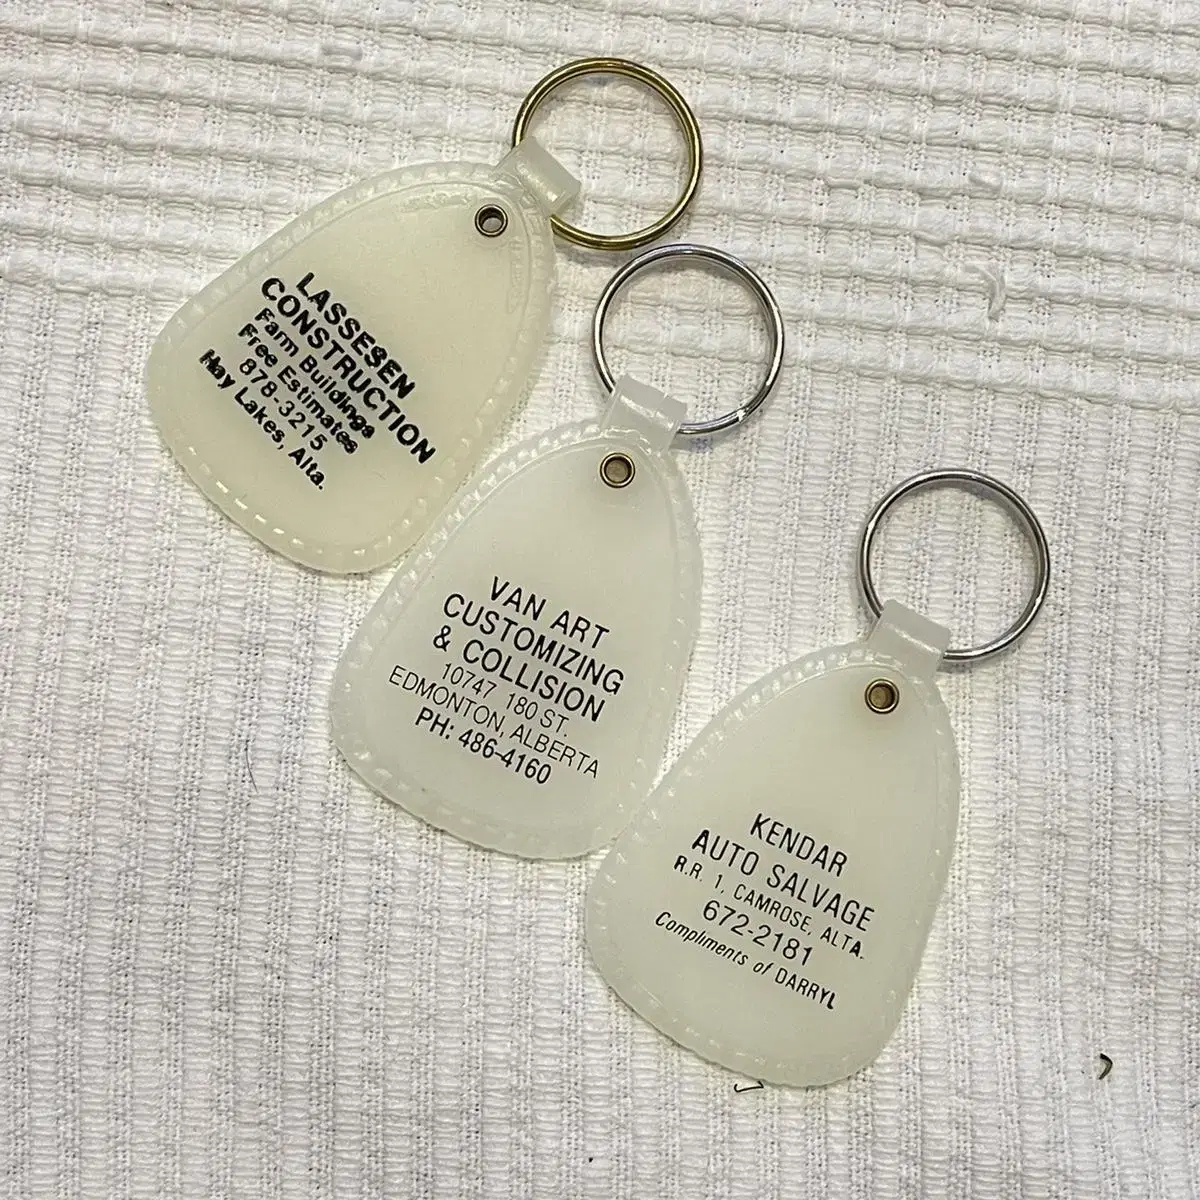 LASSESEN
CONSTRUCTION
Farm Buildings
Free Estimates
878-3215
Hay Lakes, Alta.
VAN ART
CUSTOMIZING
& COLLISION
10747 180 ST.
EDMONTON, ALBERTA
PH: 486-4160
KENDAR
AUTO SALVAGE
R.R. 1, CAMROSE, ALTA.
672-2181
Compliments of DARRYL